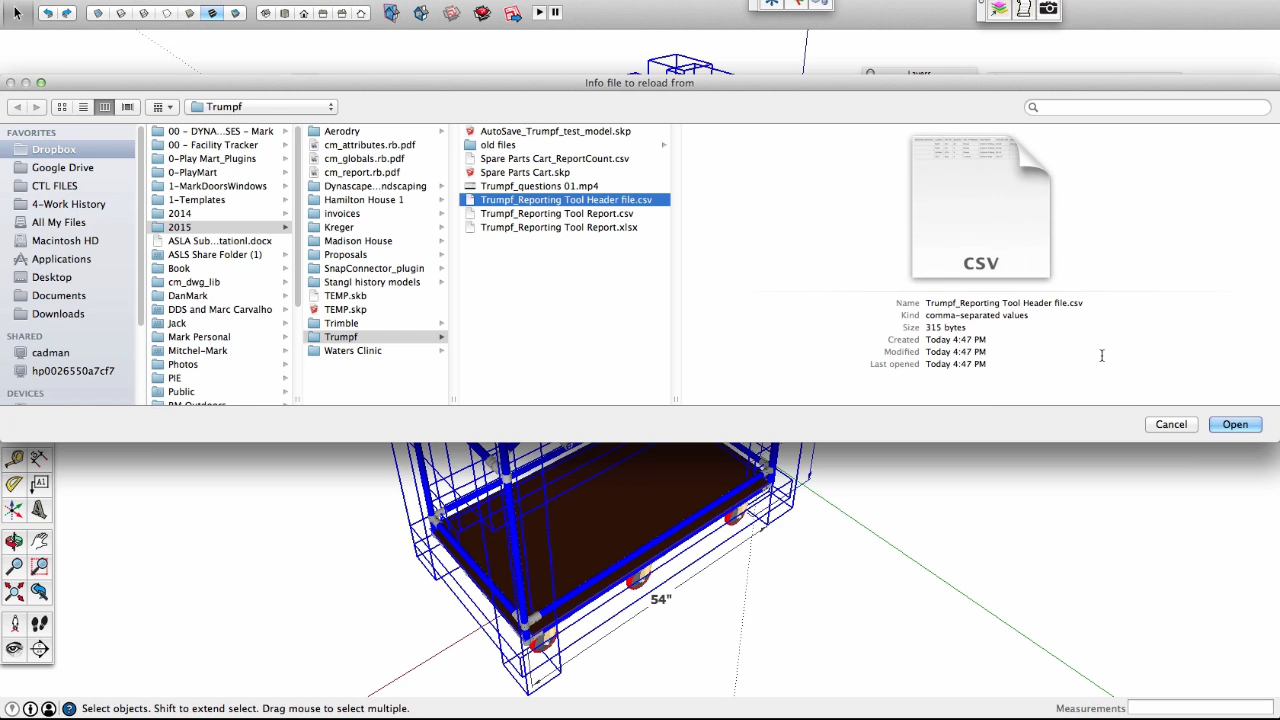 Layers
Info file to reload from
Trumpf
FAVORITES
Dropbox
Google Drive
CTL FILES
4-Work History
All My Files
Macintosh HD
Applications
Desktop
Documents
Downloads
SHARED
cadman
hp0026550a7cf7
DEVICES
00 - DYNA...SES - Mark
00 - Facility Tracker
0-Play Mart_Plugins
0-PlayMart
1-MarkDoorsWindows
1-Templates
2014
2015
ASLA Sub...tationl.docx
ASLS Share Folder (1)
Book
cm_dwg_lib
DanMark
DDS and Marc Carvalho
Jack
Mark Personal
Mitchel-Mark
Photos
PIE
Public
Aerodry
cm_attributes.rb.pdf
cm_globals.rb.pdf
cm_report.rb.pdf
Dynascape...ndscaping
Hamilton House 1
invoices
Kreger
Madison House
Proposals
SnapConnector_plugin
Stangl history models
TEMP.skb
TEMP.skp
Trimble
Trumpf
Waters Clinic
AutoSave_Trumpf_test_model.skp
old files
Spare Parts Cart_ReportCount.csv
Spare Parts Cart.skp
Trumpf_questions 01.mp4
Trumpf_Reporting Tool Header file.csv
Trumpf_Reporting Tool Report.csv
Trumpf_Reporting Tool Report.xlsx
CSV
Name Trumpf_Reporting Tool Header file.csv
Kind comma-separated values
Size 315 bytes
Created Today 4:47 PM
Modified Today 4:47 PM
Last opened Today 4:47 PM
Cancel
Open
A1
54"
Select objects. Shift to extend select. Drag mouse to select multiple.
Measurements